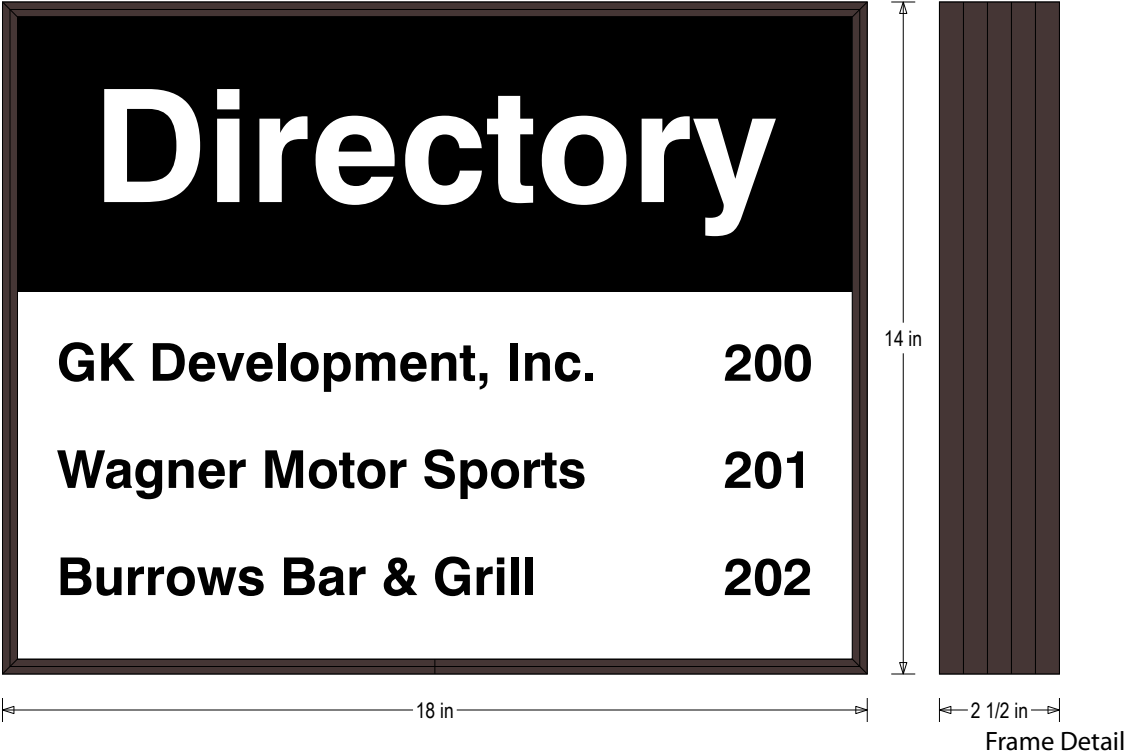 Directory
GK Development, Inc. 200
Wagner Motor Sports 201
Burrows Bar & Grill 202
14 in
18 in
2 1/2 in
Frame Detail